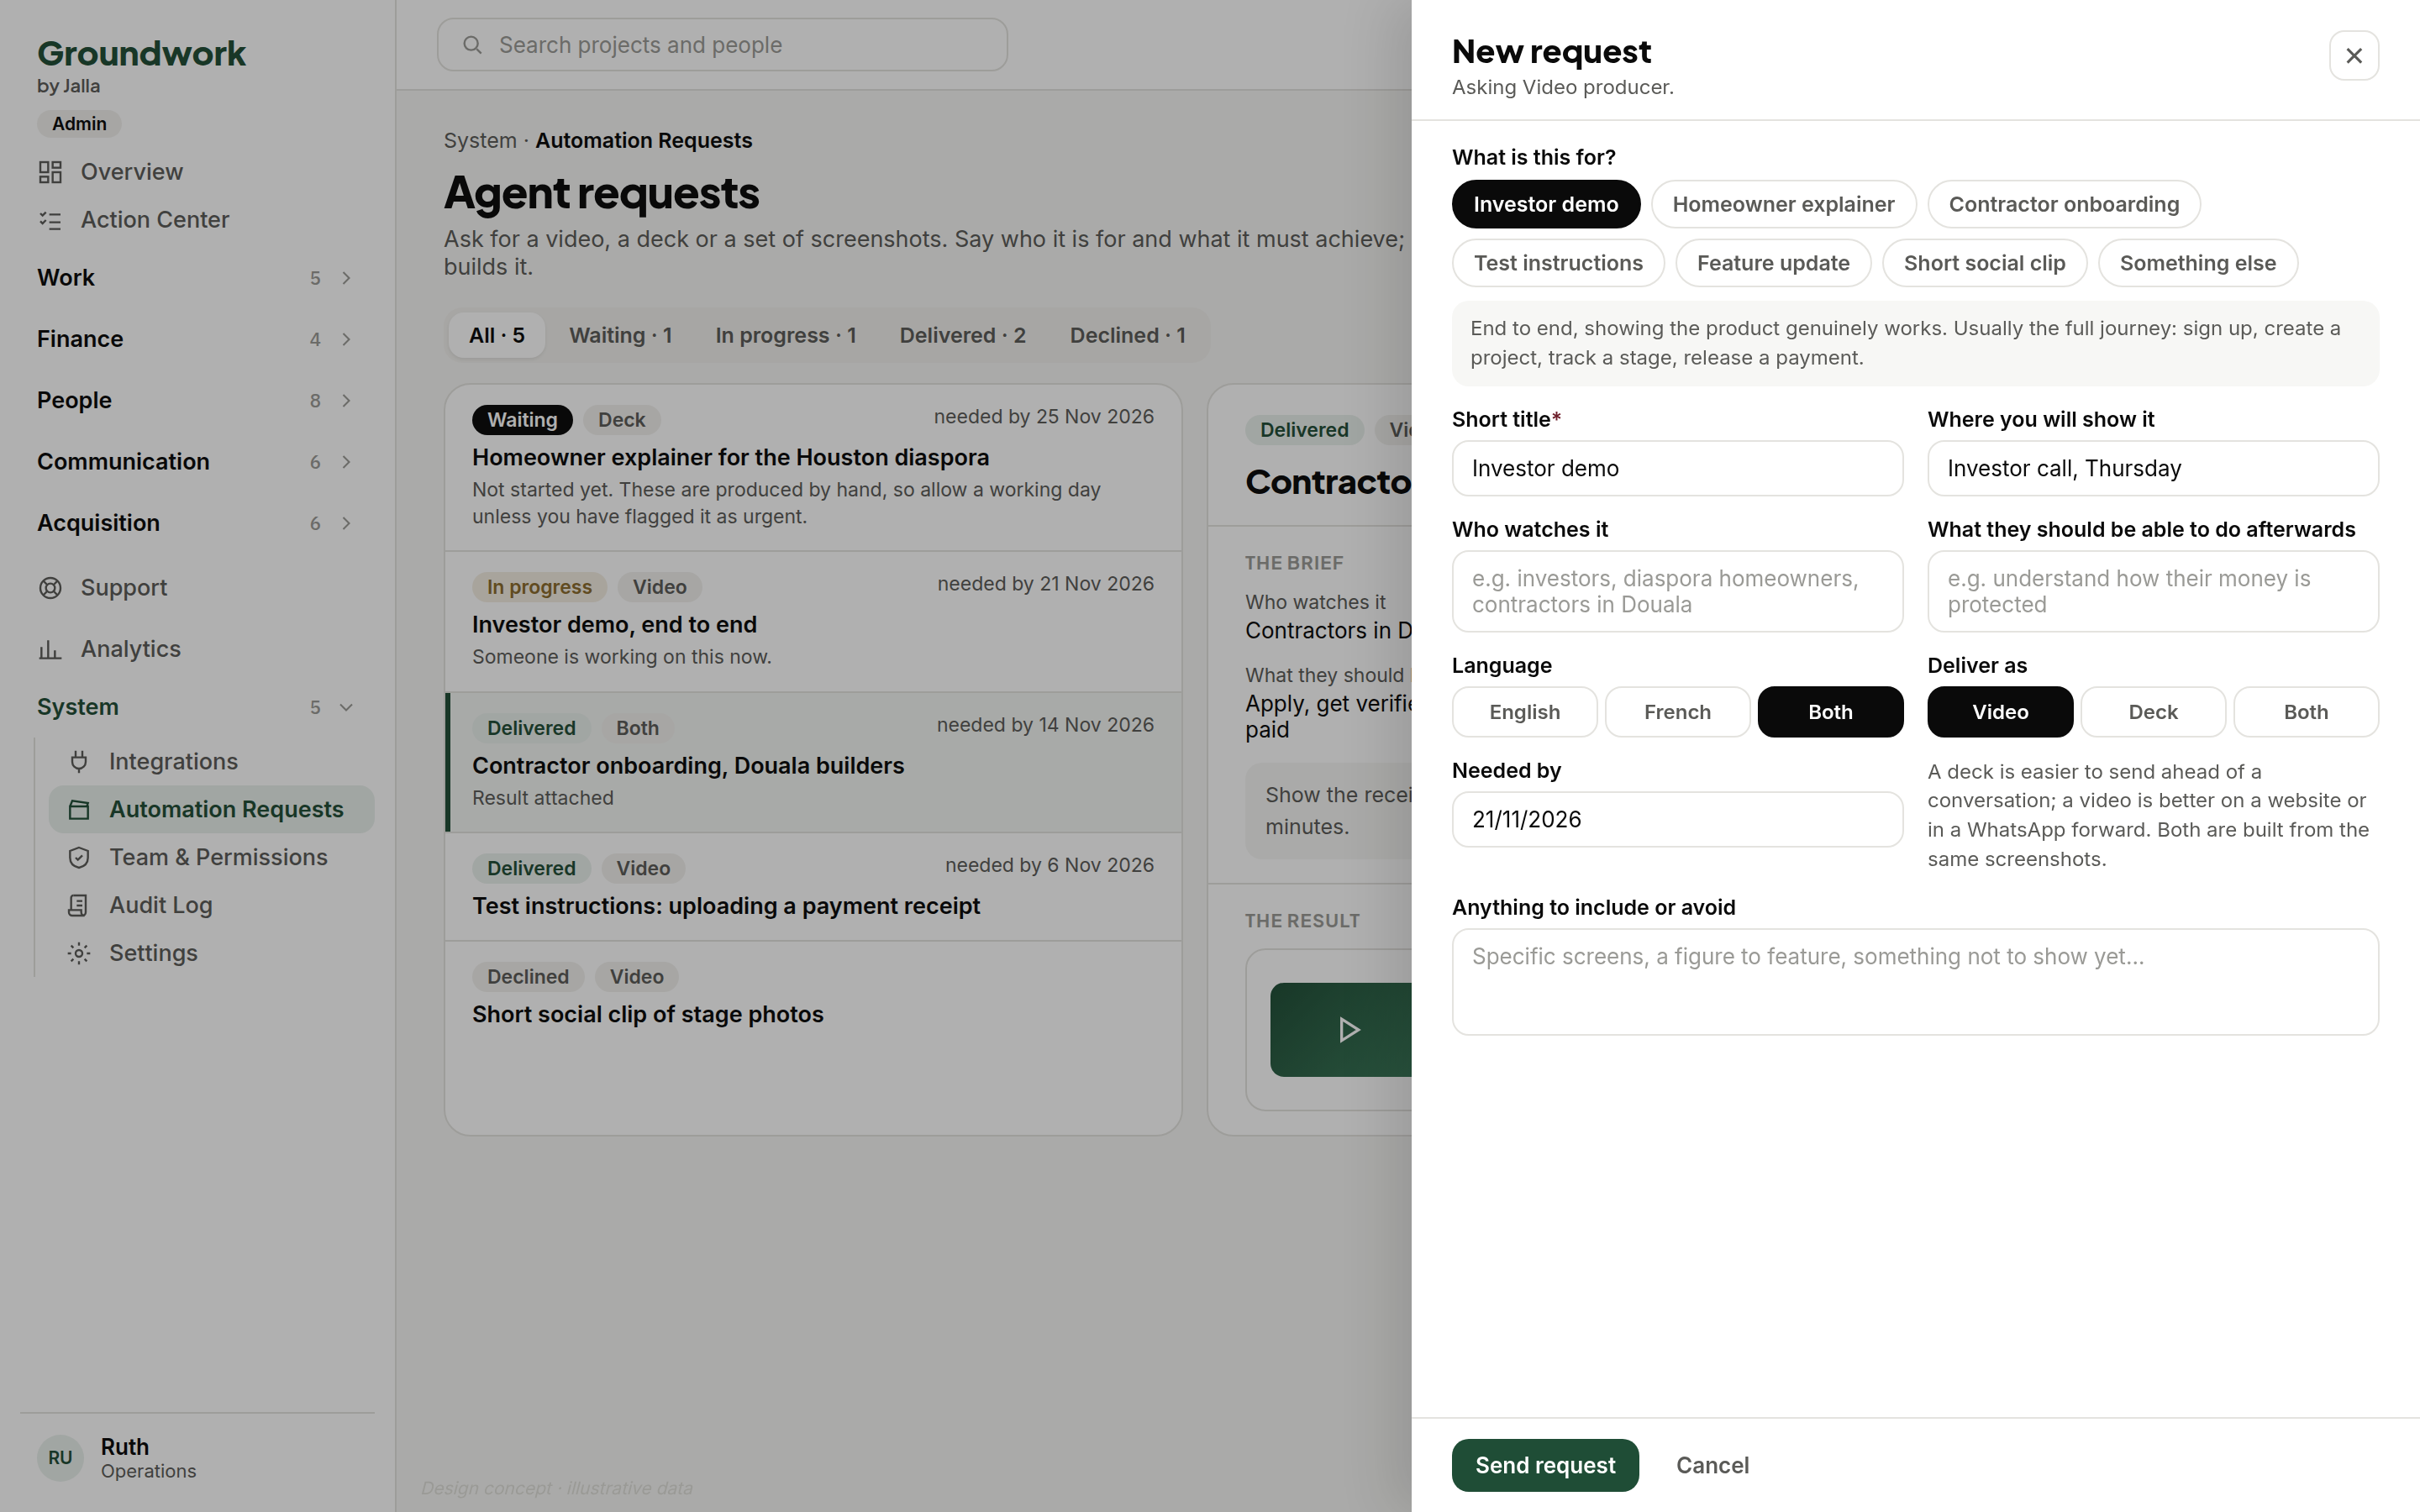 Groundwork
by Jalla
Admin
Overview
Action Center
Work 5
Finance 4
People 8
Communication 6
Acquisition 6
Support
Analytics
System 5
Integrations
Automation Requests
Team & Permissions
Audit Log
Settings
RU
Ruth
Operations
Search projects and people
System · Automation Requests
Agent requests
Ask for a video, a deck or a set of screenshots. Say who it is for and what it must achieve;
builds it.
All · 5 Waiting · 1 In progress · 1 Delivered · 2 Declined · 1
Waiting Deck needed by 25 Nov 2026
Homeowner explainer for the Houston diaspora
Not started yet. These are produced by hand, so allow a working day
unless you have flagged it as urgent.
In progress Video needed by 21 Nov 2026
Investor demo, end to end
Someone is working on this now.
Delivered Both needed by 14 Nov 2026
Contractor onboarding, Douala builders
Result attached
Delivered Video needed by 6 Nov 2026
Test instructions: uploading a payment receipt
Declined Video
Short social clip of stage photos
Delivered
Contracto
THE BRIEF
Who watches it
Contractors in D
What they should
Apply, get verifie
paid
Show the recei
minutes.
THE RESULT
Design concept · illustrative data
New request
Asking Video producer.
What is this for?
Investor demo Homeowner explainer Contractor onboarding
Test instructions Feature update Short social clip Something else
End to end, showing the product genuinely works. Usually the full journey: sign up, create a
project, track a stage, release a payment.
Short title* Where you will show it
Investor demo Investor call, Thursday
Who watches it What they should be able to do afterwards
e.g. investors, diaspora homeowners, e.g. understand how their money is
contractors in Douala protected
Language Deliver as
English French Both Video Deck Both
Needed by
21/11/2026
A deck is easier to send ahead of a
conversation; a video is better on a website or
in a WhatsApp forward. Both are built from the
same screenshots.
Anything to include or avoid
Specific screens, a figure to feature, something not to show yet...
Send request Cancel